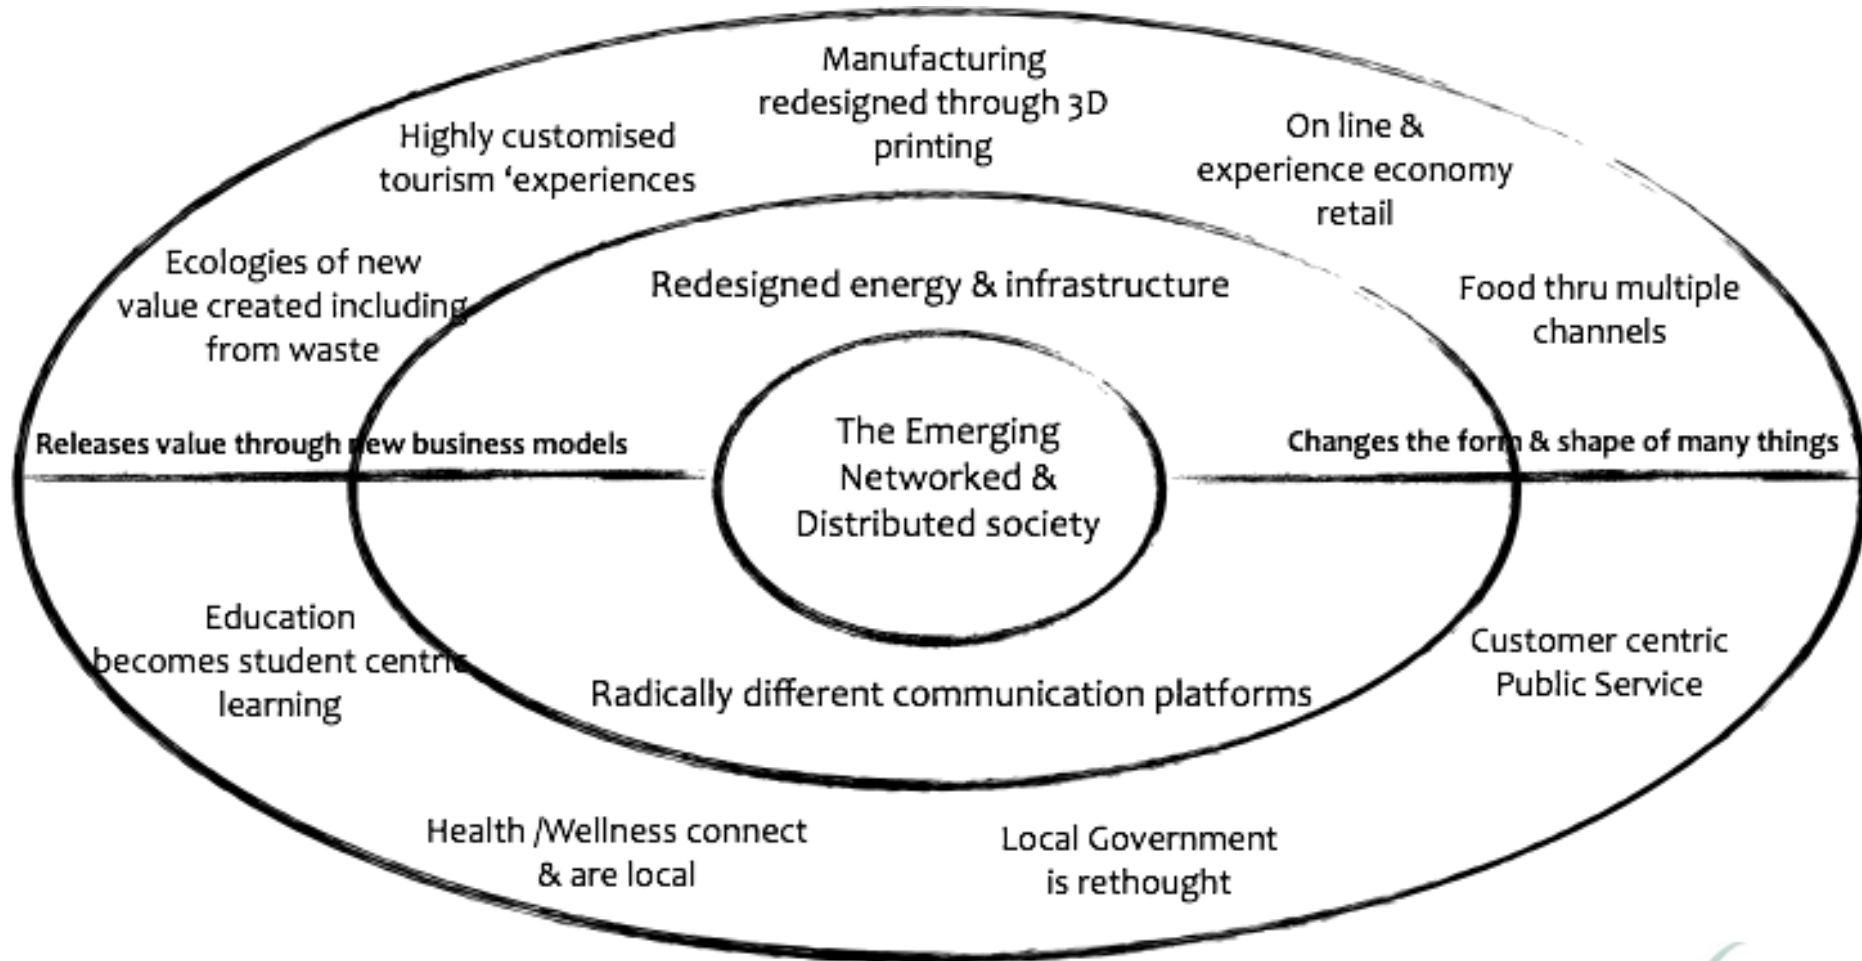 Manufacturing
redesigned through 3D
printing
Highly customised
tourism ‘experiences
On line &
experience economy
retail
Ecologies of new
value created including
from waste
Redesigned energy & infrastructure
Food thru multiple
channels
Releases value through new business models
The Emerging
Networked &
Distributed society
Changes the form & shape of many things
Education
becomes student centric
learning
Radically different communication platforms
Customer centric
Public Service
Health /Wellness connect
& are local
Local Government
is rethought